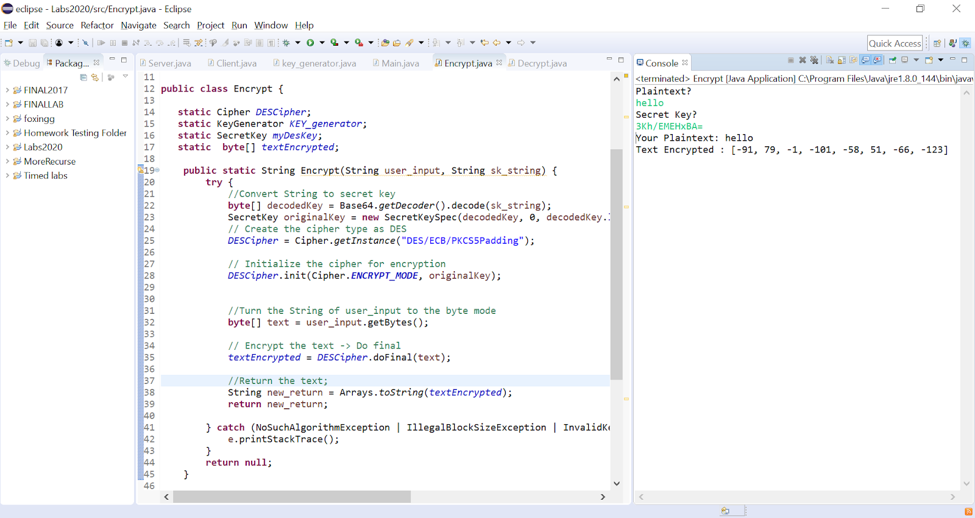 eclipse - Labs2020/src/Encrypt.java - Eclipse
File Edit Source Refactor Navigate Search Project Run Window Help
Quick Access
Debug Packag...
FINAL2017
FINALLAB
foxingg
Homework Testing Folder
Labs2020
MoreRecurse
Timed labs
Server.java Client.java key_generator.java Main.java Encrypt.java Decrypt.java
11
12 public class Encrypt {
13
14 static Cipher DESCipher;
15 static KeyGenerator KEY_generator;
16 static SecretKey myDesKey;
17 static byte[] textEncrypted;
18
19 public static String Encrypt(String user_input, String sk_string) {
20 try {
21 //Convert String to secret key
22 byte[] decodedKey = Base64.getDecoder().decode(sk_string);
23 SecretKey originalKey = new SecretKeySpec(decodedKey, 0, decodedKey.
24 // Create the cipher type as DES
25 DESCipher = Cipher.getInstance("DES/ECB/PKCS5Padding");
26
27 // Initialize the cipher for encryption
28 DESCipher.init(Cipher.ENCRYPT_MODE, originalKey);
29
30
31 //Turn the String of user_input to the byte mode
32 byte[] text = user_input.getBytes();
33
34 // Encrypt the text -> Do final
35 textEncrypted = DESCipher.doFinal(text);
36
37 //Return the text;
38 String new_return = Arrays.toString(textEncrypted);
39 return new_return;
40
41 } catch (NoSuchAlgorithmException | IllegalBlockSizeException | InvalidKe
42 e.printStackTrace();
43 }
44 return null;
45 }
46
Console
<terminated> Encrypt [Java Application] C:\Program Files\Java\jre1.8.0_144\bin\javaw
Plaintext?
hello
Secret Key?
3Kh/EMEHxBA=
Your Plaintext: hello
Text Encrypted : [-91, 79, -1, -101, -58, 51, -66, -123]